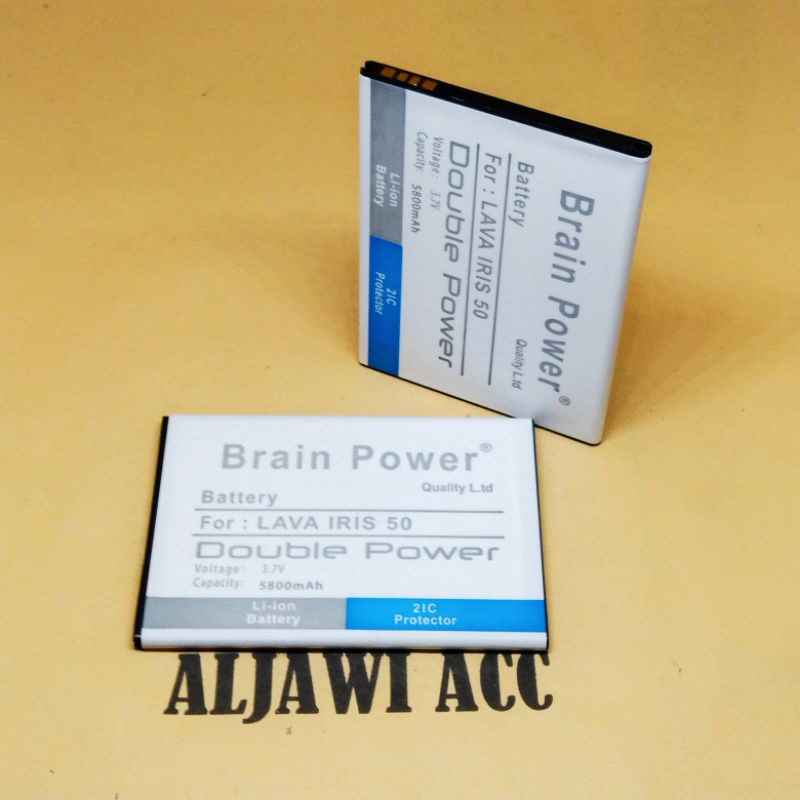 Brain Power®
Quality L.td
Battery
For : LAVA IRIS 50
Double Power
Voltage: 3.7V
Capacity: 5800mAh
Li-ion
Battery
2IC
Protector
Brain Power®
Quality L.td
Battery
For : LAVA IRIS 50
Double Power
Voltage : 3.7V
Capacity: 5800mAh
Li-ion
Battery
2IC
Protector
ALJAWI ACC